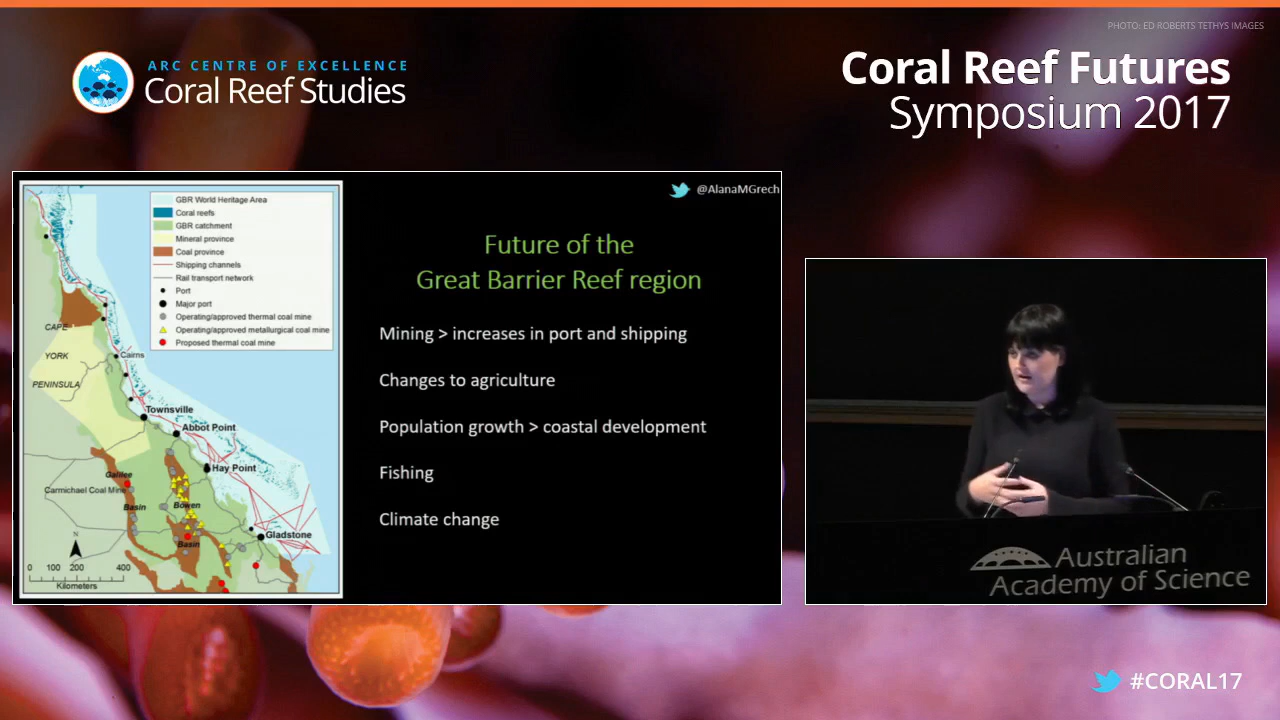 PHOTO: ED ROBERTS TETHYS IMAGES
ARC CENTRE OF EXCELLENCE
Coral Reef Studies
Coral Reef Futures
Symposium 2017
@AlanaMGrech
GBR World Heritage Area
Coral reefs
GBR catchment
Mineral province
Coal province
Shipping channels
Rail transport network
Port
Major port
Operating/approved thermal coal mine
Operating/approved metallurgical coal mine
Proposed thermal coal mine
CAPE
YORK
PENINSULA
Cairns
Townsville
Abbot Point
Hay Point
Galilee
Carmichael Coal Mine
Basin
Bowen
Basin
Gladstone
N
0 100 200 400
Kilometers
Future of the
Great Barrier Reef region
Mining > increases in port and shipping
Changes to agriculture
Population growth > coastal development
Fishing
Climate change
Australian
Academy of Science
#CORAL17